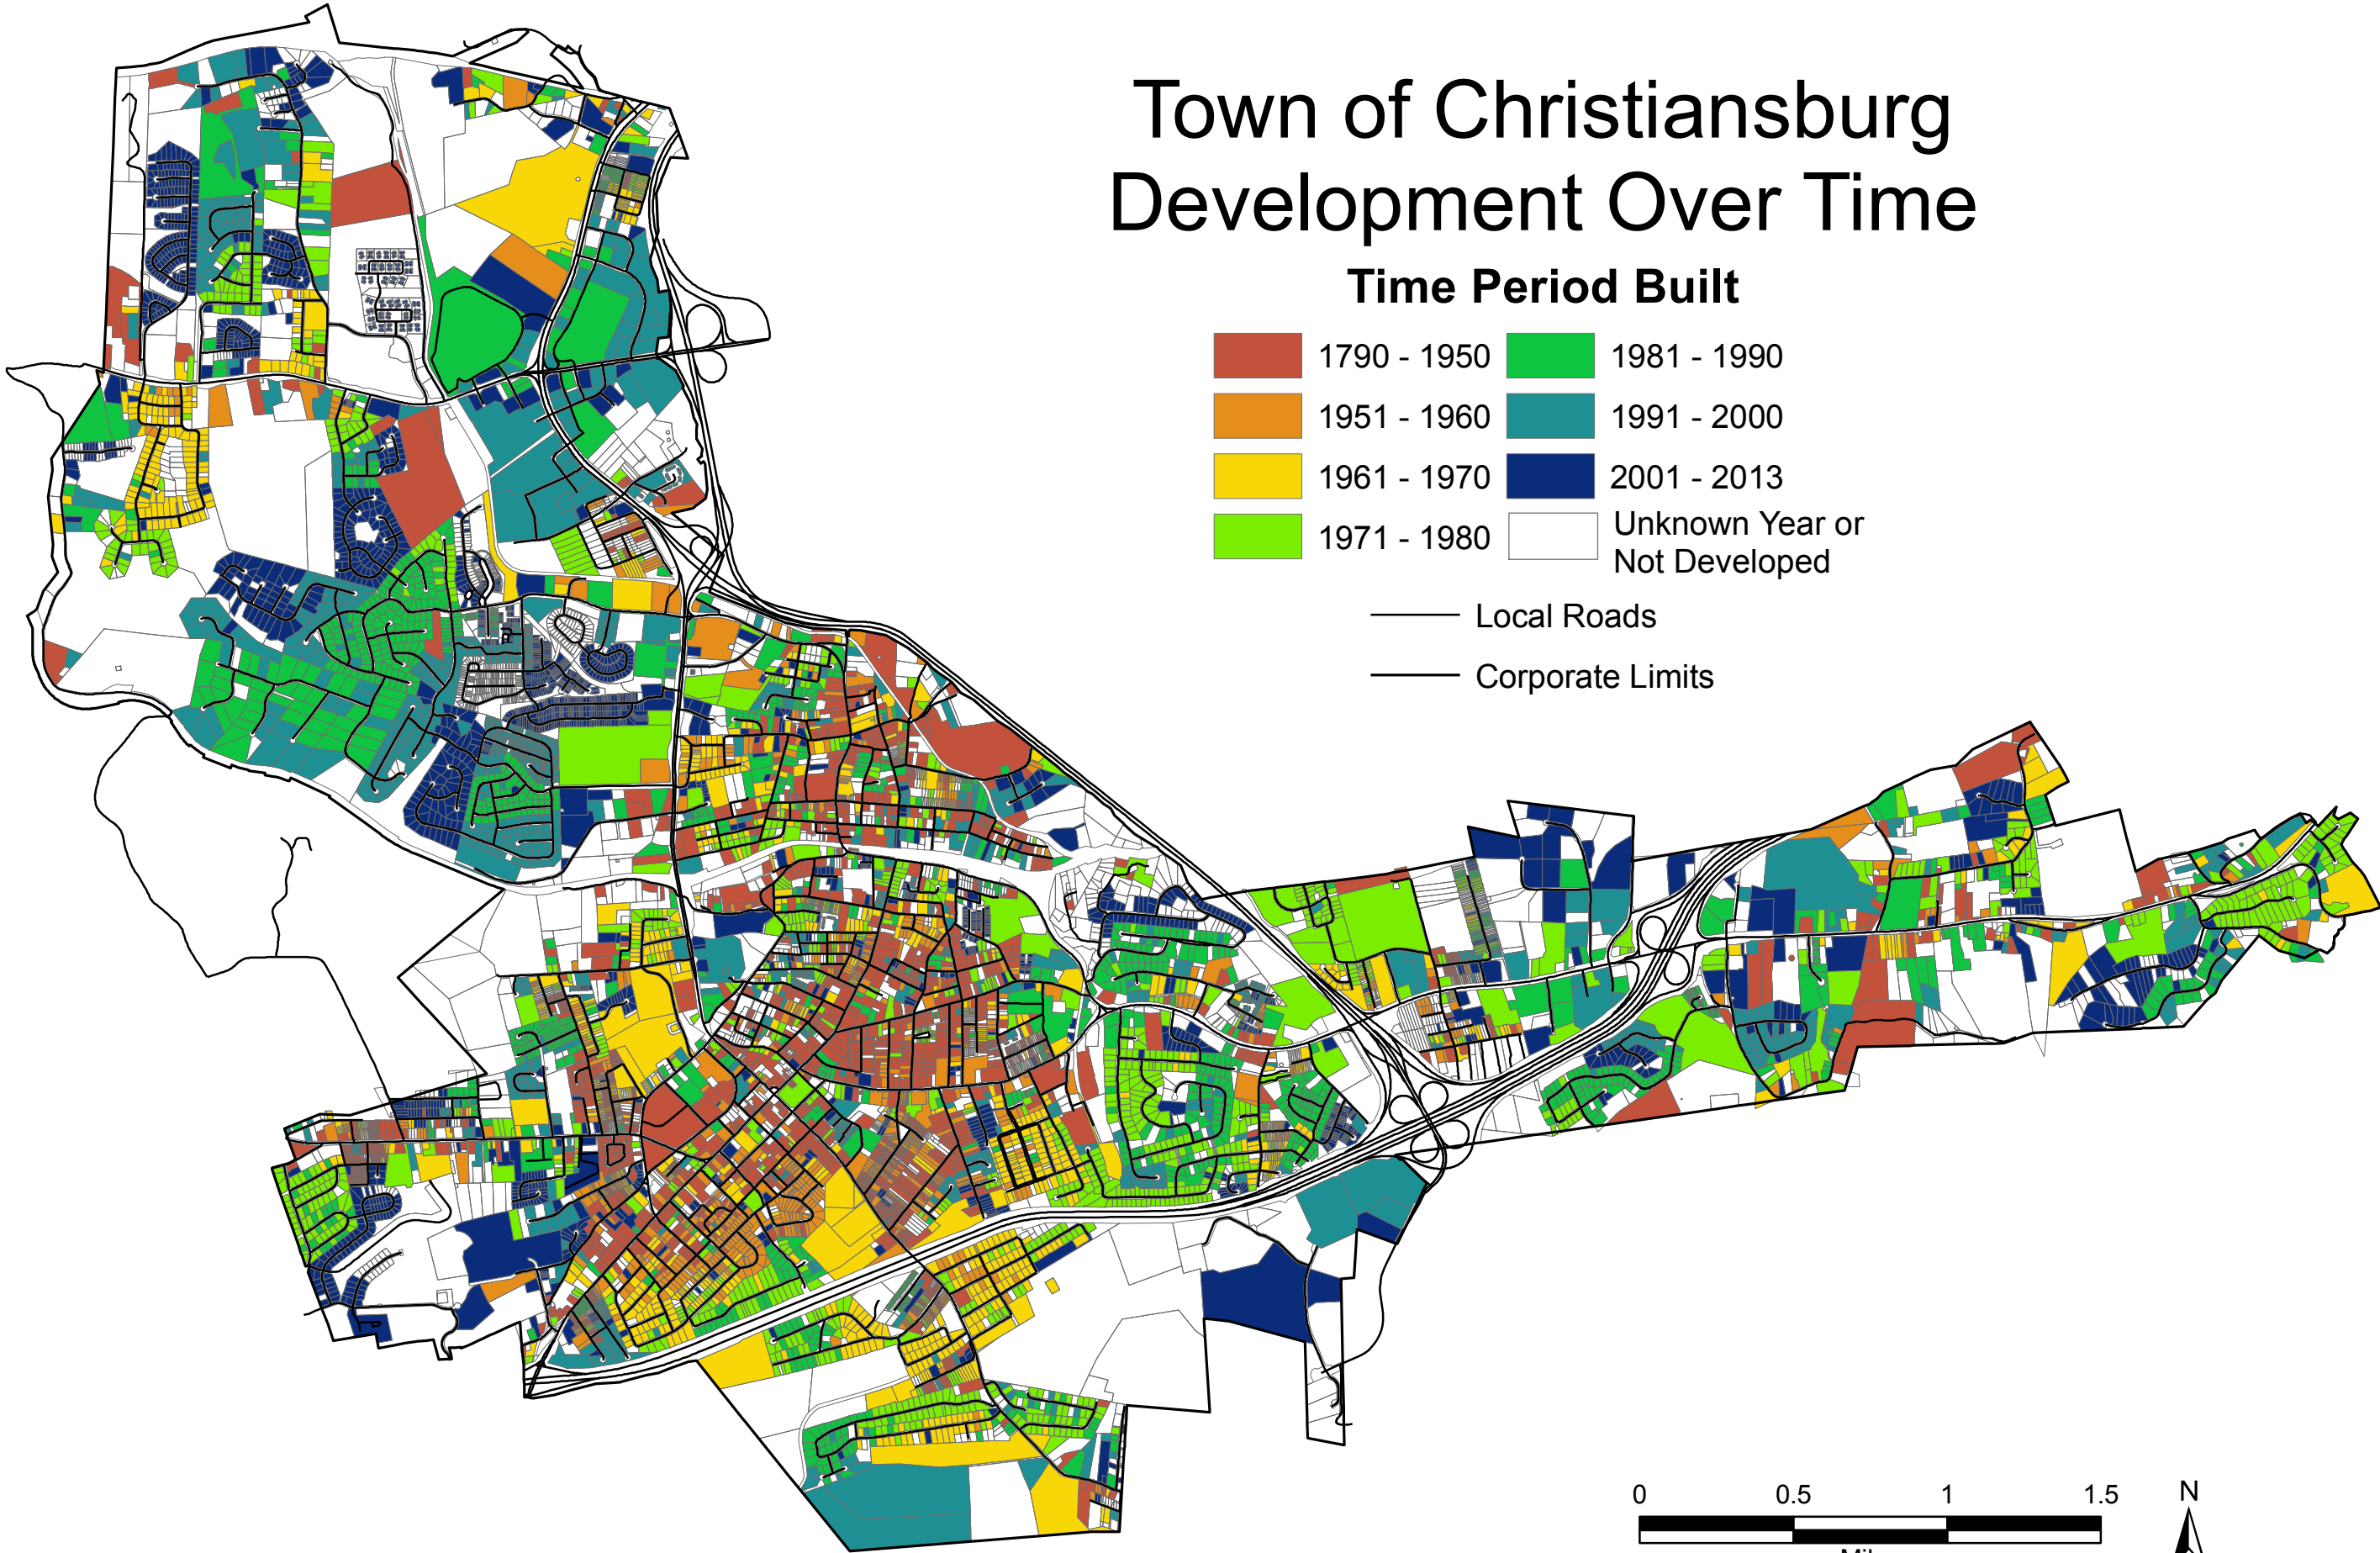 Town of Christiansburg
Development Over Time
Time Period Built
1790 - 1950
1981 - 1990
1951 - 1960
1991 - 2000
1961 - 1970
2001 - 2013
1971 - 1980
Unknown Year or
Not Developed
Local Roads
Corporate Limits
0 0.5 1 1.5
N